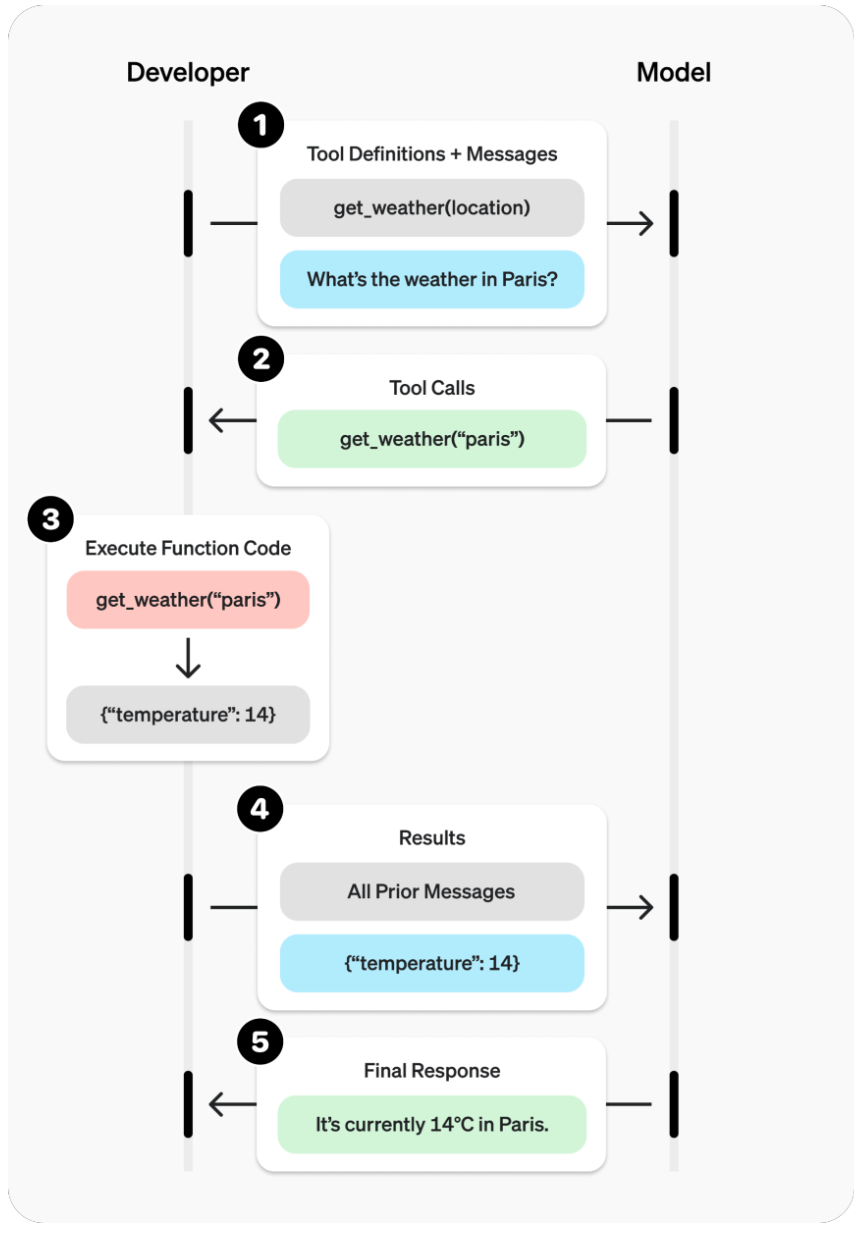 Developer
Model
1
Tool Definitions + Messages
get_weather(location)
What’s the weather in Paris?
2
Tool Calls
get_weather(“paris”)
3
Execute Function Code
get_weather(“paris”)
{“temperature”: 14}
4
Results
All Prior Messages
{“temperature”: 14}
5
Final Response
It’s currently 14°C in Paris.